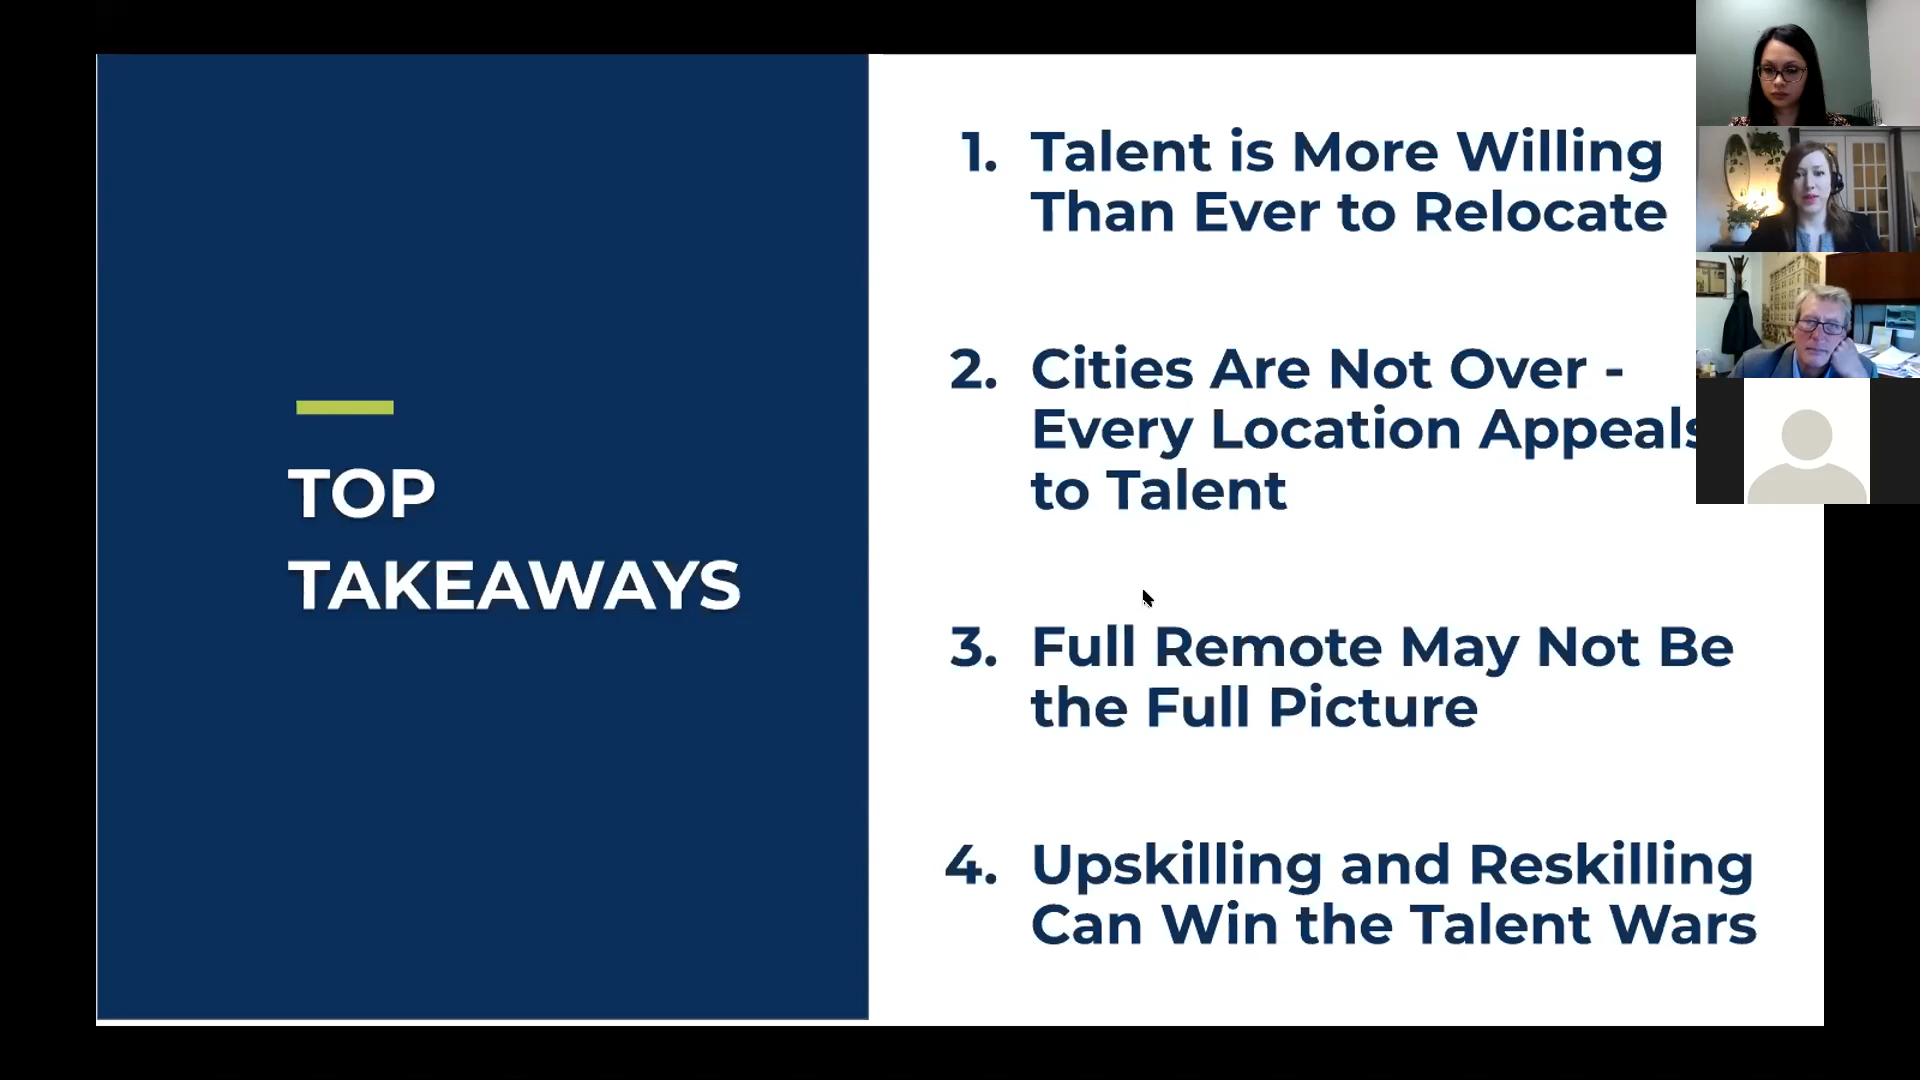 TOP
TAKEAWAYS
1. Talent is More Willing
Than Ever to Relocate
2. Cities Are Not Over -
Every Location Appeals
to Talent
3. Full Remote May Not Be
the Full Picture
4. Upskilling and Reskilling
Can Win the Talent Wars